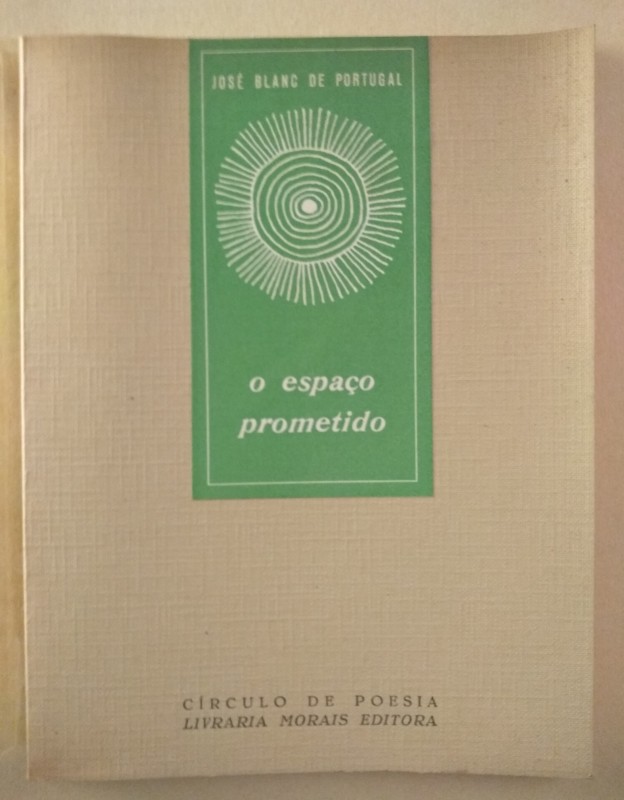 JOSÉ BLANC DE PORTUGAL
o espaço
prometido
CÍRCULO DE POESIA
LIVRARIA MORAIS EDITORA